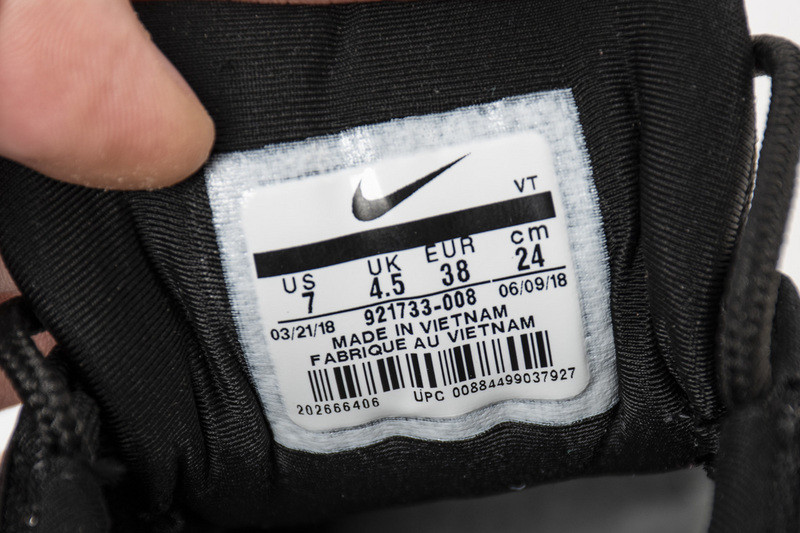 VT
US UK EUR cm
7 4.5 38 24
03/21/18 921733-008 06/09/18
MADE IN VIETNAM
FABRIQUE AU VIETNAM
202666406 UPC 00884499037927